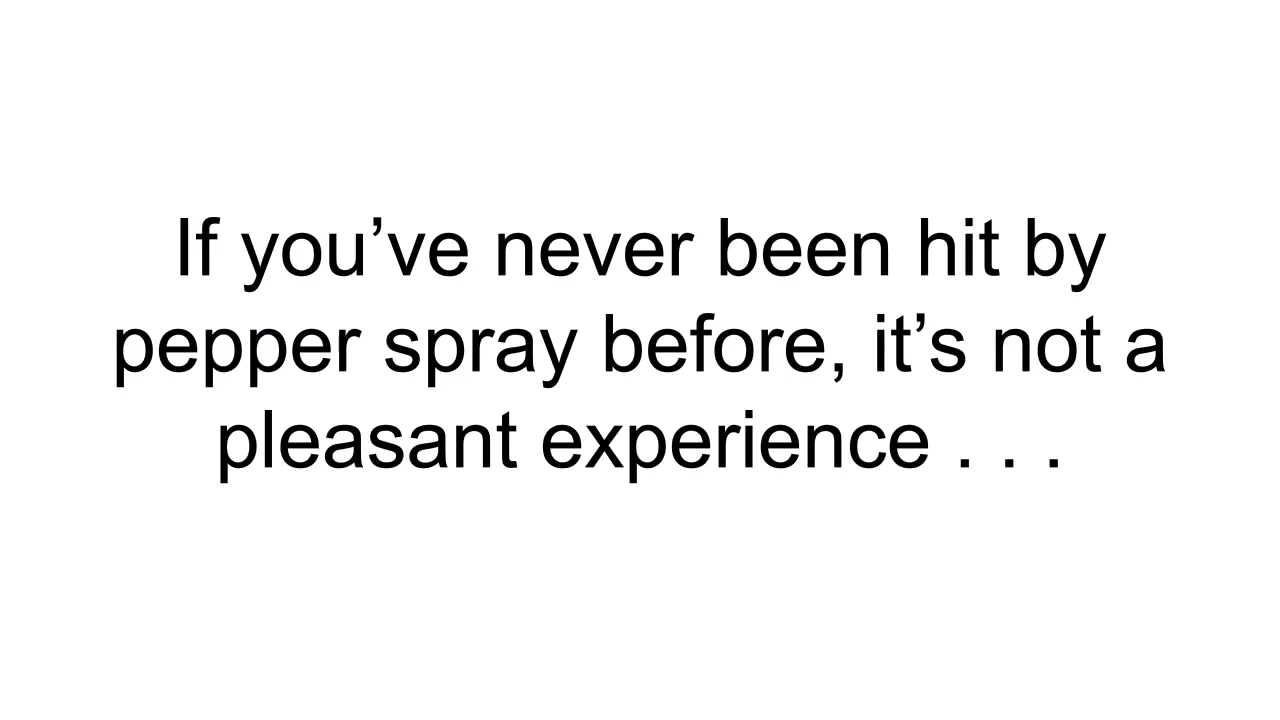 If you’ve never been hit by
pepper spray before, it’s not a
pleasant experience . . .